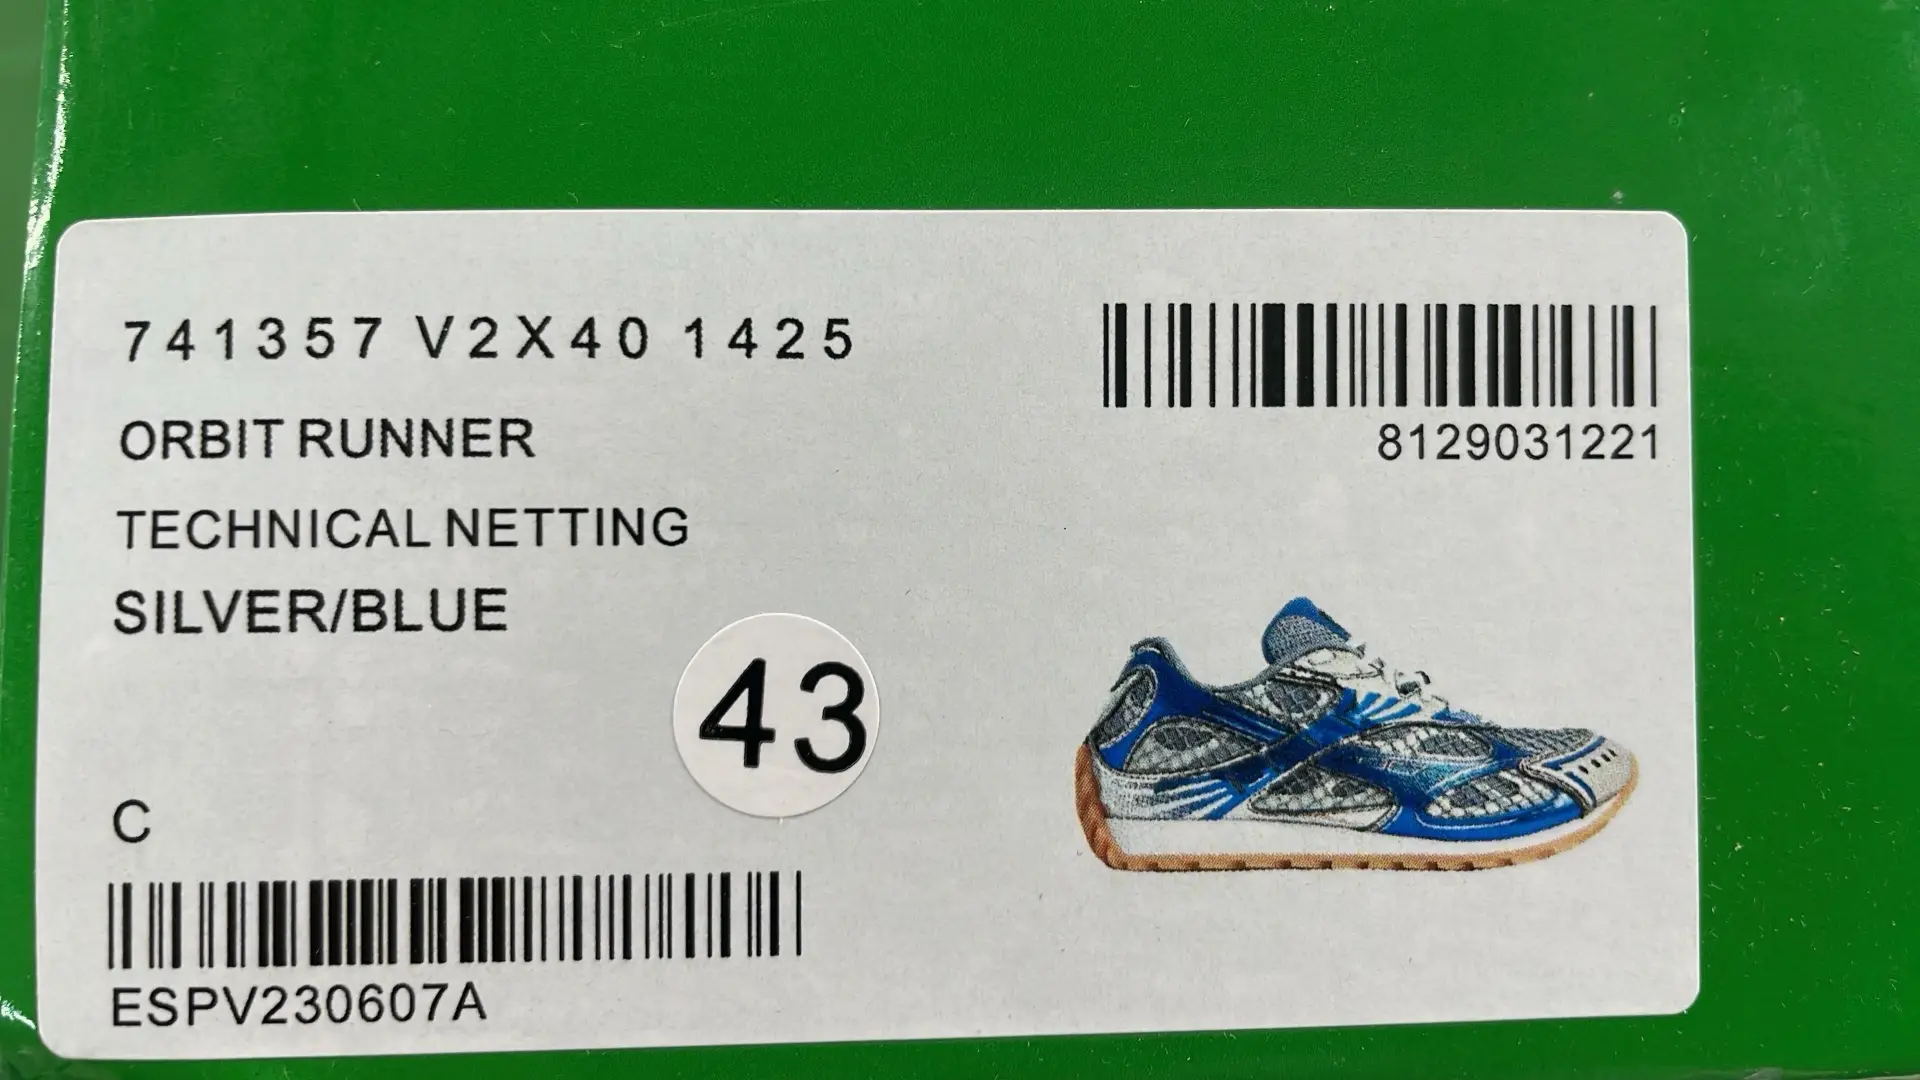 741357 V2X40 1425
8129031221
ORBIT RUNNER
TECHNICAL NETTING
SILVER/BLUE
43
C
ESPV230607A